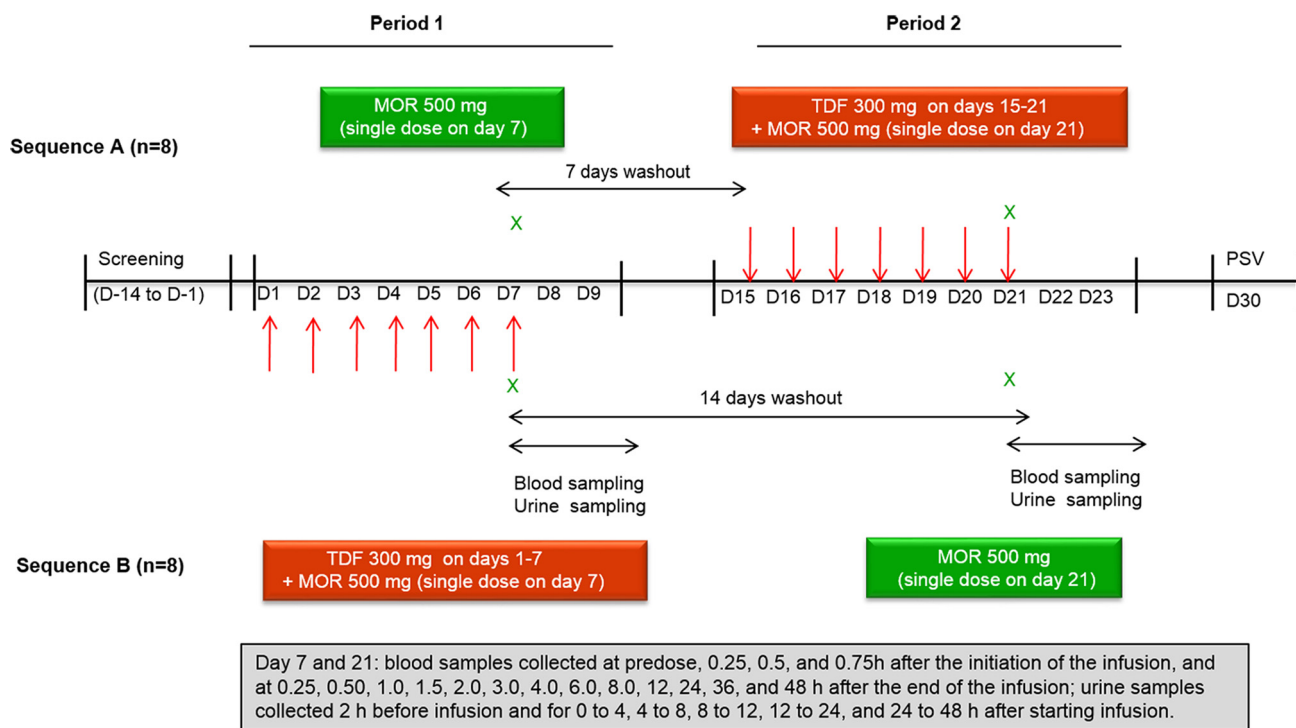 Period 1
Period 2
MOR 500 mg
(single dose on day 7)
TDF 300 mg on days 15-21
+ MOR 500 mg (single dose on day 21)
Sequence A (n=8)
7 days washout
X
X
Screening
(D-14 to D-1)
D1 D2 D3 D4 D5 D6 D7 D8 D9
D15 D16 D17 D18 D19 D20 D21 D22 D23
PSV
D30
X
X
14 days washout
Blood sampling
Urine sampling
Blood sampling
Urine sampling
Sequence B (n=8)
TDF 300 mg on days 1-7
+ MOR 500 mg (single dose on day 7)
MOR 500 mg
(single dose on day 21)
Day 7 and 21: blood samples collected at predose, 0.25, 0.5, and 0.75h after the initiation of the infusion, and
at 0.25, 0.50, 1.0, 1.5, 2.0, 3.0, 4.0, 6.0, 8.0, 12, 24, 36, and 48 h after the end of the infusion; urine samples
collected 2 h before infusion and for 0 to 4, 4 to 8, 8 to 12, 12 to 24, and 24 to 48 h after starting infusion.